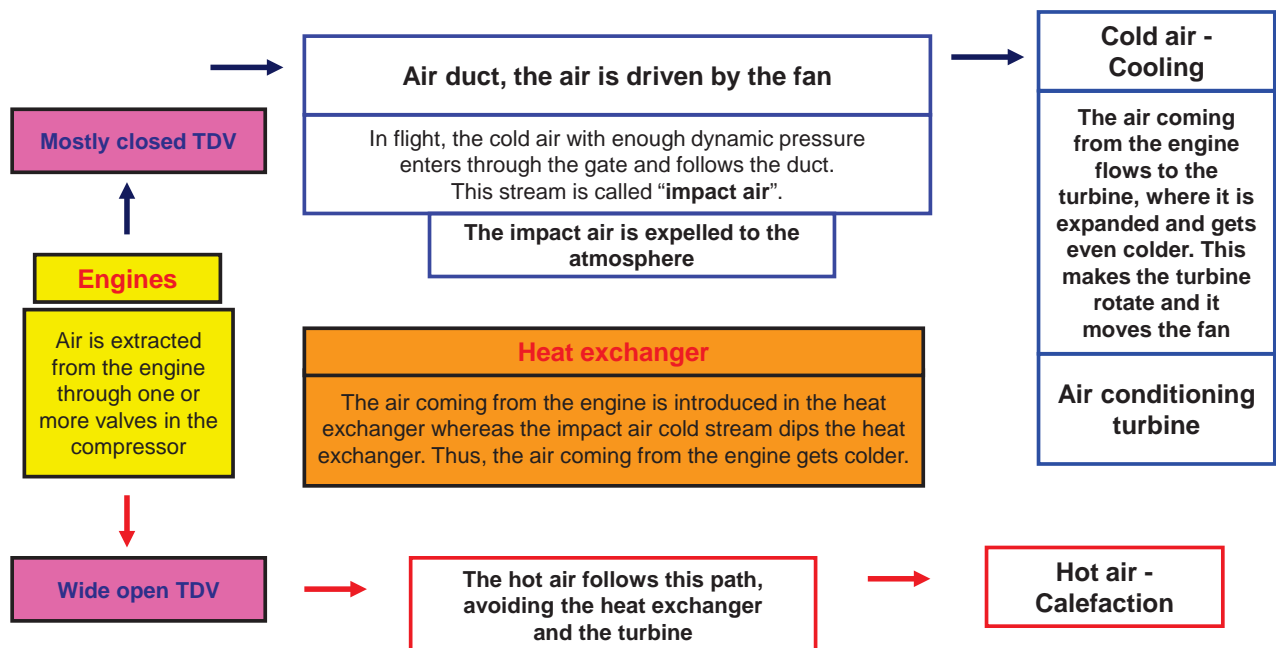 Mostly closed TDV
Engines
Air is extracted
from the engine
through one or
more valves in the
compressor
Wide open TDV
Air duct, the air is driven by the fan
In flight, the cold air with enough dynamic pressure
enters through the gate and follows the duct.
This stream is called “impact air”.
The impact air is expelled to the
atmosphere
Heat exchanger
The air coming from the engine is introduced in the heat
exchanger whereas the impact air cold stream dips the heat
exchanger. Thus, the air coming from the engine gets colder.
The hot air follows this path,
avoiding the heat exchanger
and the turbine
Cold air -
Cooling
The air coming
from the engine
flows to the
turbine, where it is
expanded and gets
even colder. This
makes the turbine
rotate and it
moves the fan
Air conditioning
turbine
Hot air -
Calefaction